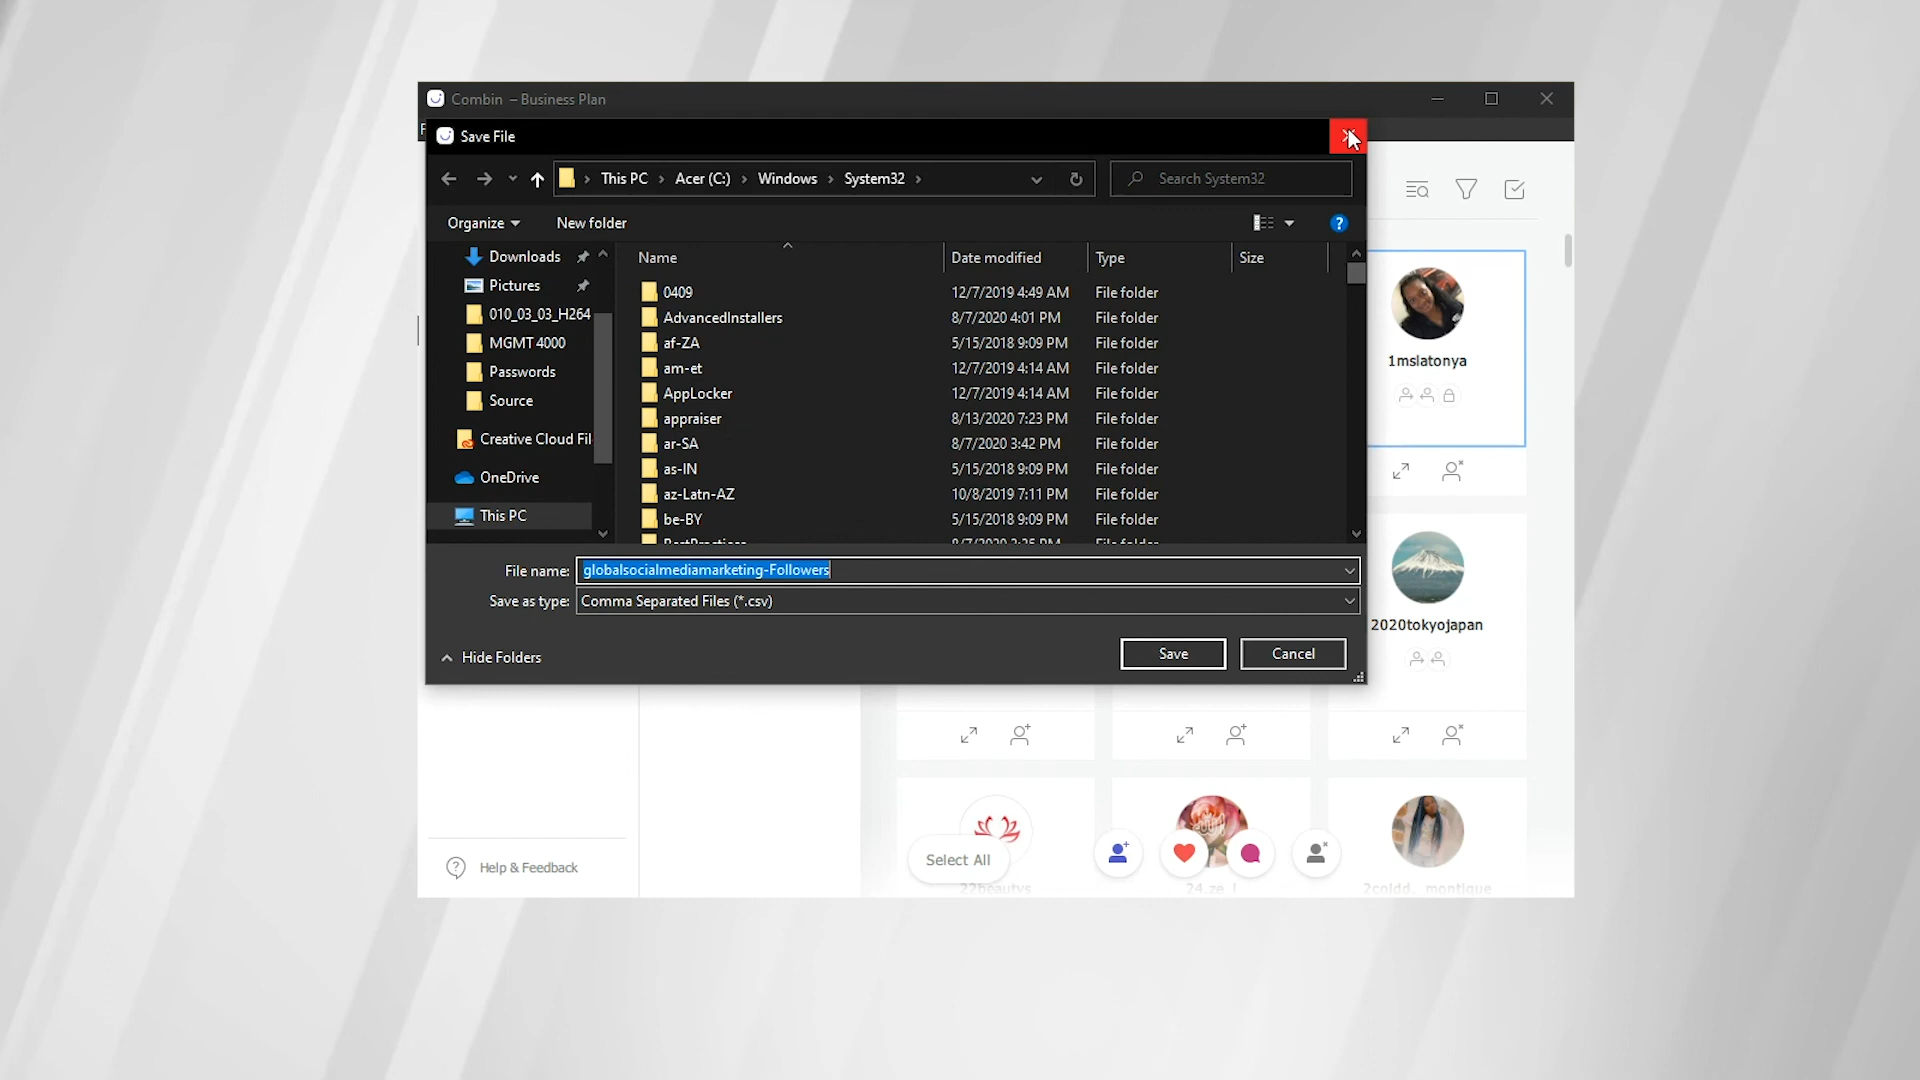 Combin – Business Plan
Save File
This PC > Acer (C:) > Windows > System32 >
Search System32
Organize
New folder
?
Downloads
Pictures
010_03_03_H264
MGMT 4000
Passwords
Source
Creative Cloud Fil
OneDrive
This PC
Name Date modified Type Size
0409 12/7/2019 4:49 AM File folder
AdvancedInstallers 8/7/2020 4:01 PM File folder
af-ZA 5/15/2018 9:09 PM File folder
am-et 12/7/2019 4:14 AM File folder
AppLocker 12/7/2019 4:14 AM File folder
appraiser 8/13/2020 7:23 PM File folder
ar-SA 8/7/2020 3:42 PM File folder
as-IN 5/15/2018 9:09 PM File folder
az-Latn-AZ 10/8/2019 7:11 PM File folder
be-BY 5/15/2018 9:09 PM File folder
File name: globalsocialmediamarketing-Followers
Save as type: Comma Separated Files (*.csv)
Hide Folders
Save
Cancel
1mslatonya
2020tokyojapan
Select All
22beautys
Help & Feedback